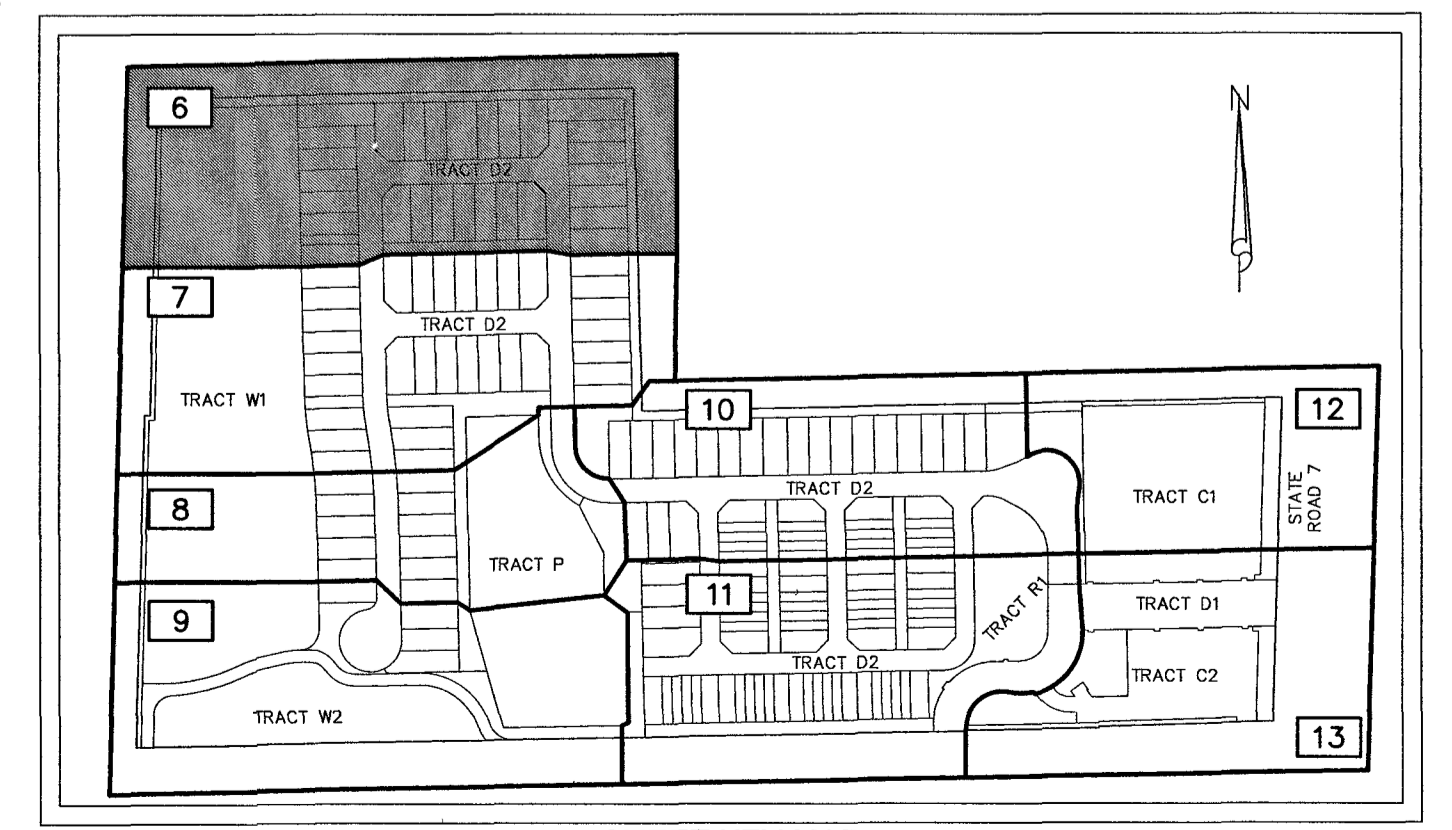 N
6
TRACT D2
7
TRACT D2
TRACT W1
10
12
TRACT D2
TRACT C1
STATE
ROAD 7
8
TRACT P
11
TRACT R1
TRACT D1
9
TRACT D2
TRACT C2
TRACT W2
13